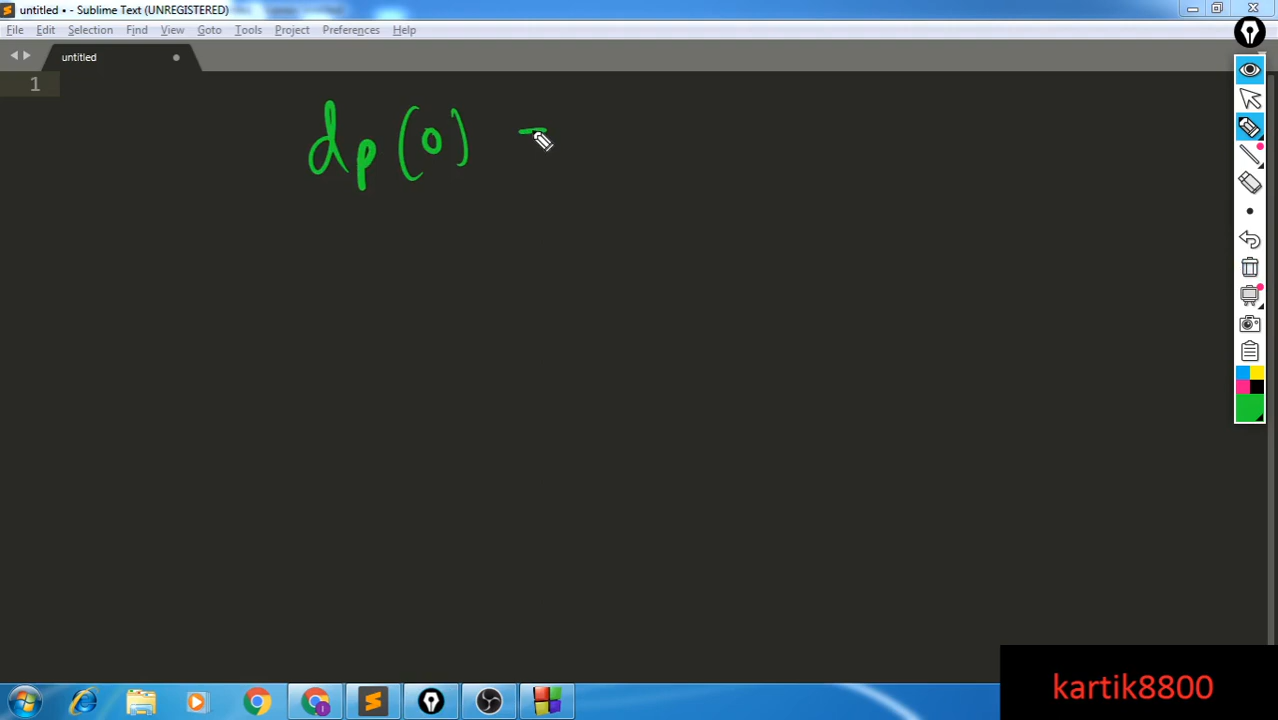 untitled • - Sublime Text (UNREGISTERED)
File Edit Selection Find View Goto Tools Project Preferences Help
untitled
1
dp(0) -
kartik8800